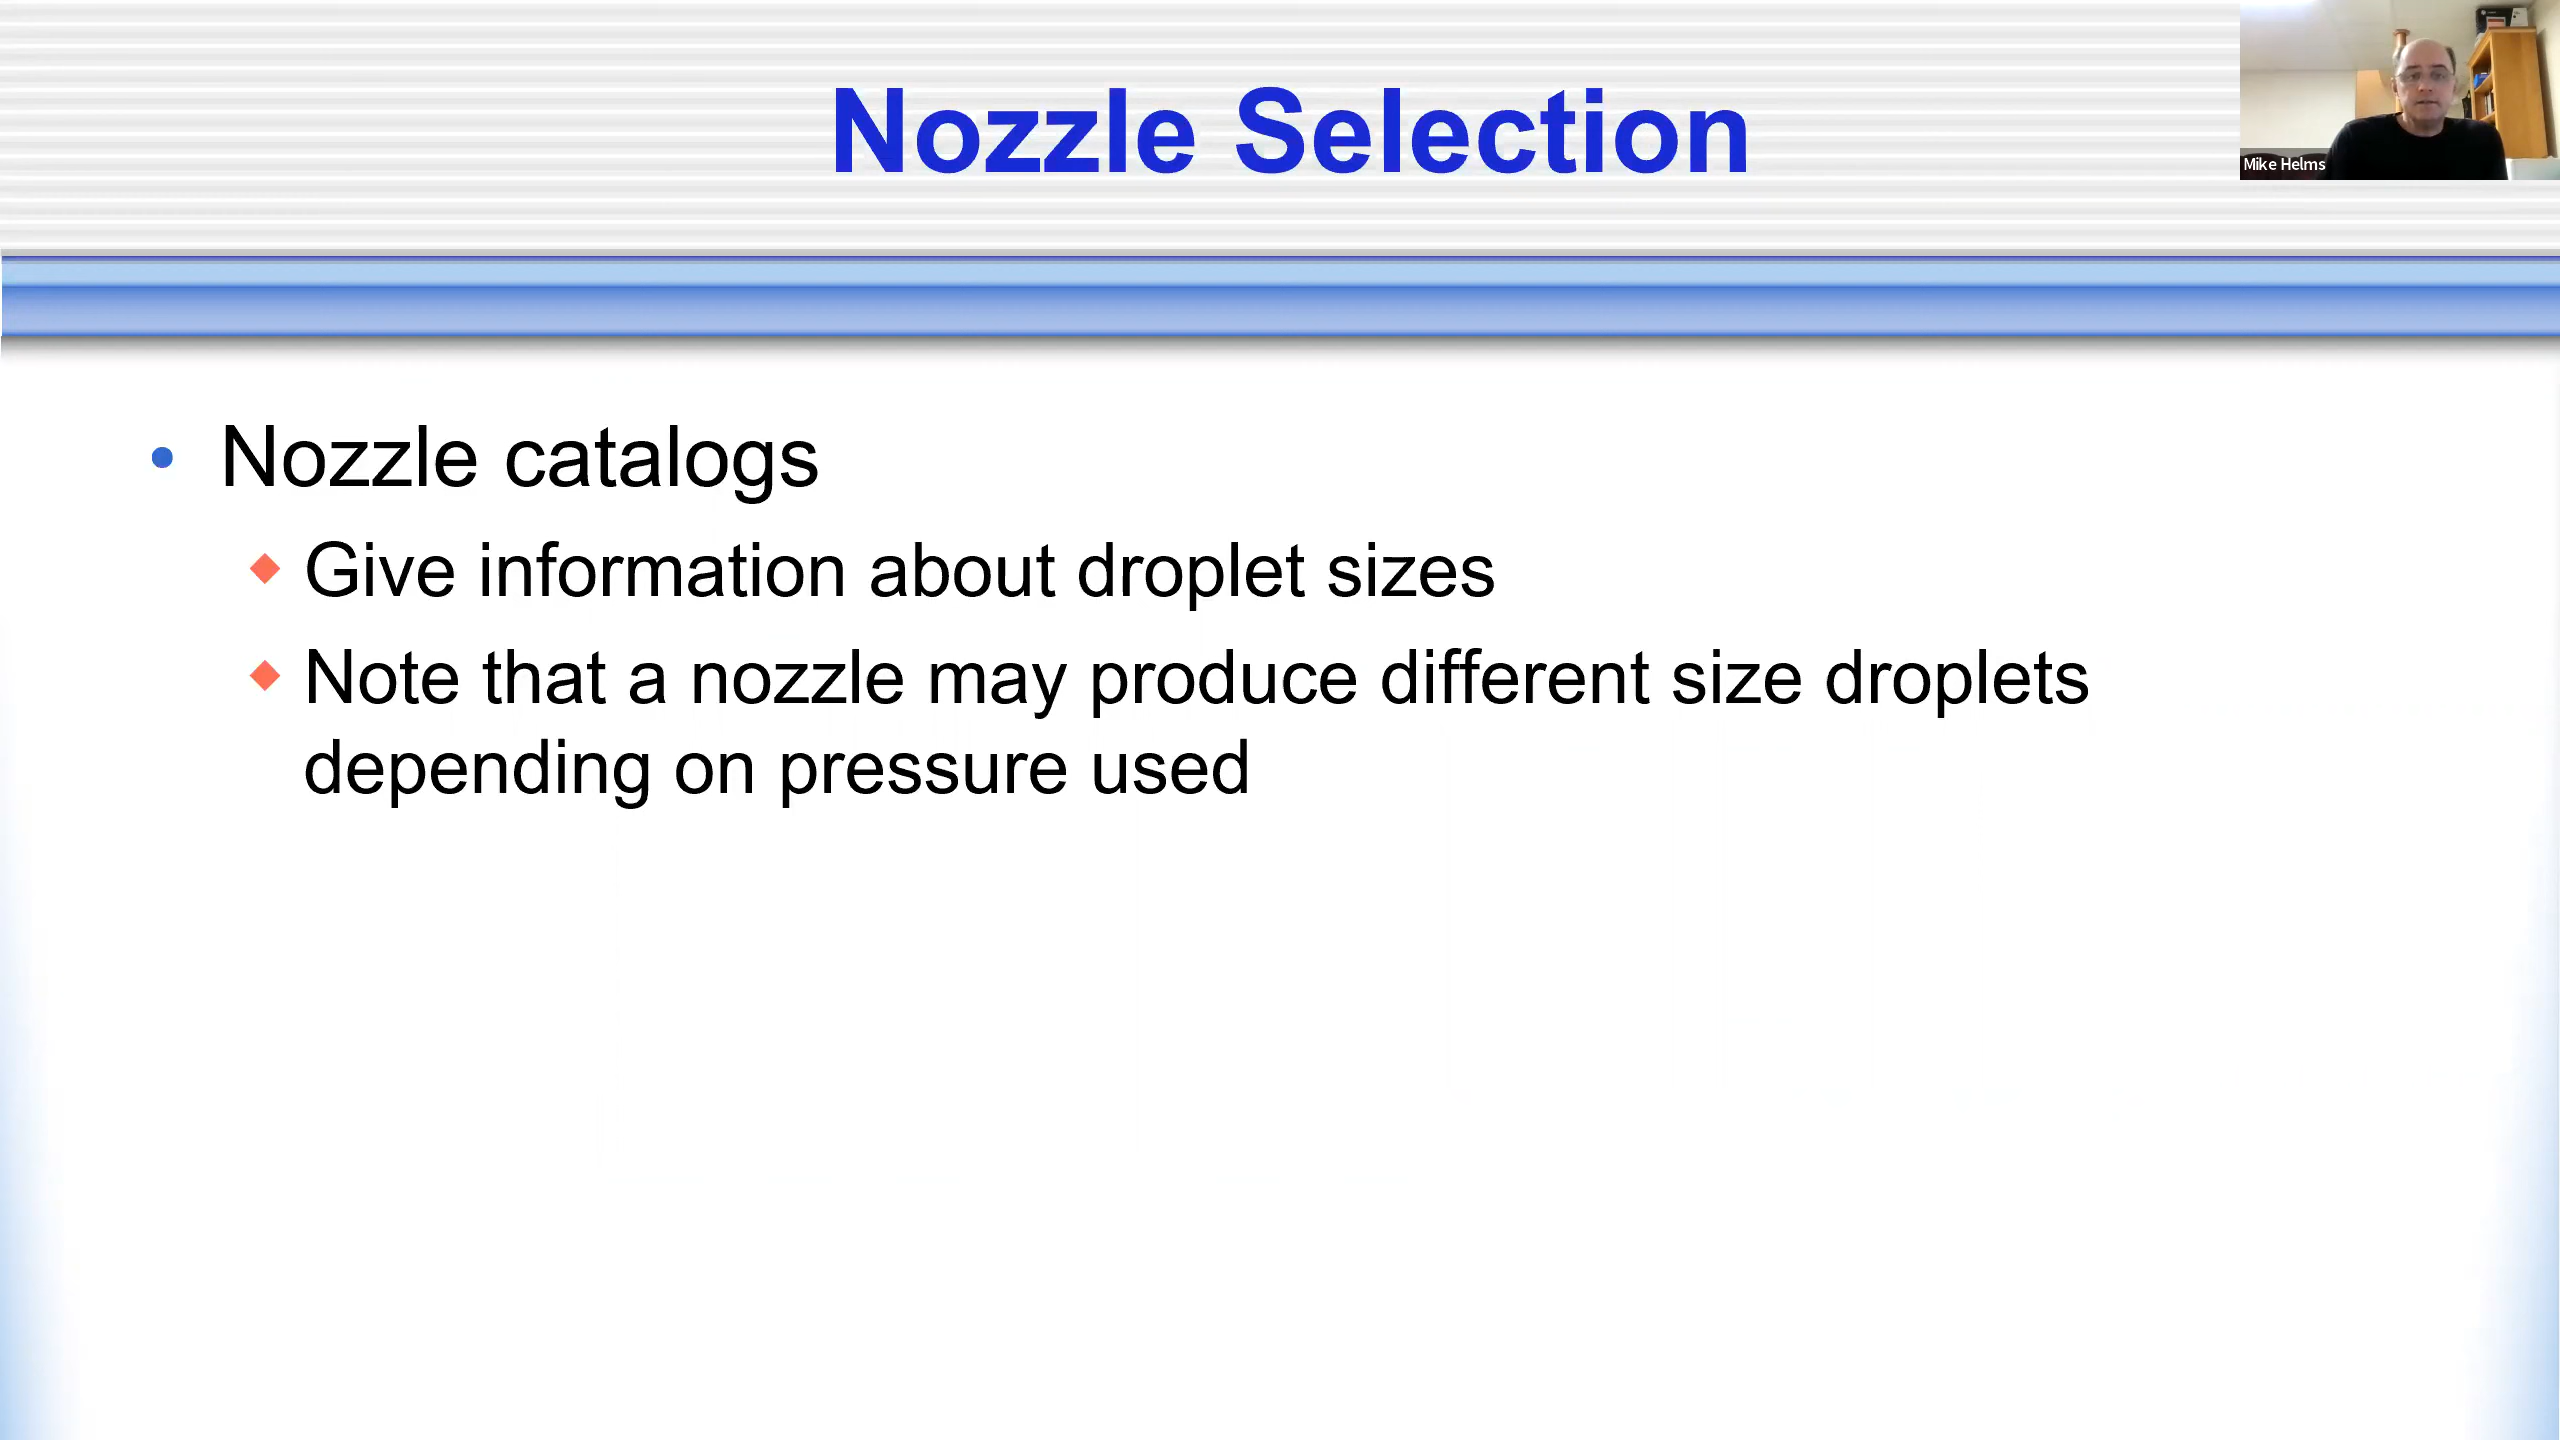 Nozzle Selection
Mike Helms
• Nozzle catalogs
◆ Give information about droplet sizes
◆ Note that a nozzle may produce different size droplets
depending on pressure used